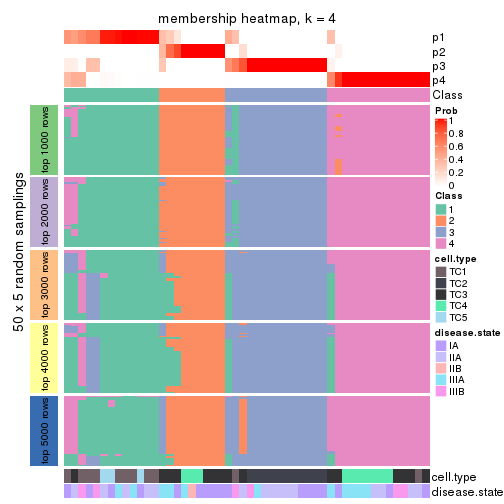 membership heatmap, k = 4
p1
p2
p3
p4
Class
50 x 5 random samplings
top 1000 rows
top 2000 rows
top 3000 rows
top 4000 rows
top 5000 rows
cell.type
disease.state
Prob
1
0.8
0.6
0.4
0.2
0
Class
1
2
3
4
cell.type
TC1
TC2
TC3
TC4
TC5
disease.state
IA
IIA
IIB
IIIA
IIIB